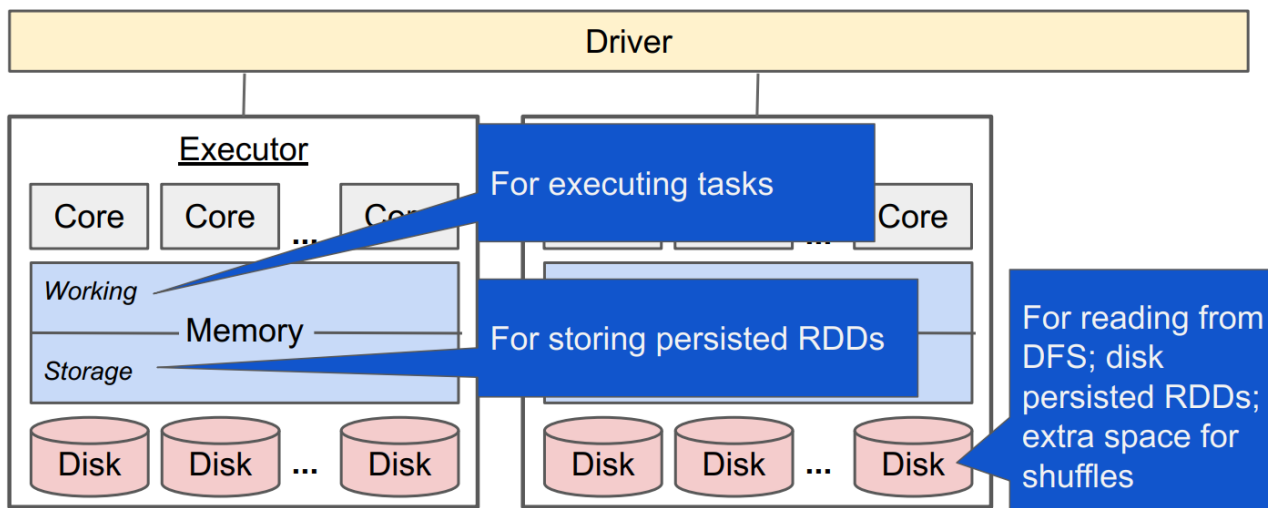 Driver
Executor
Core
Core
...
For executing tasks
...
Core
Working
Memory
Storage
For storing persisted RDDs
For reading from
DFS; disk
persisted RDDs;
extra space for
shuffles
Disk
Disk
...
Disk
Disk
Disk
...
Disk